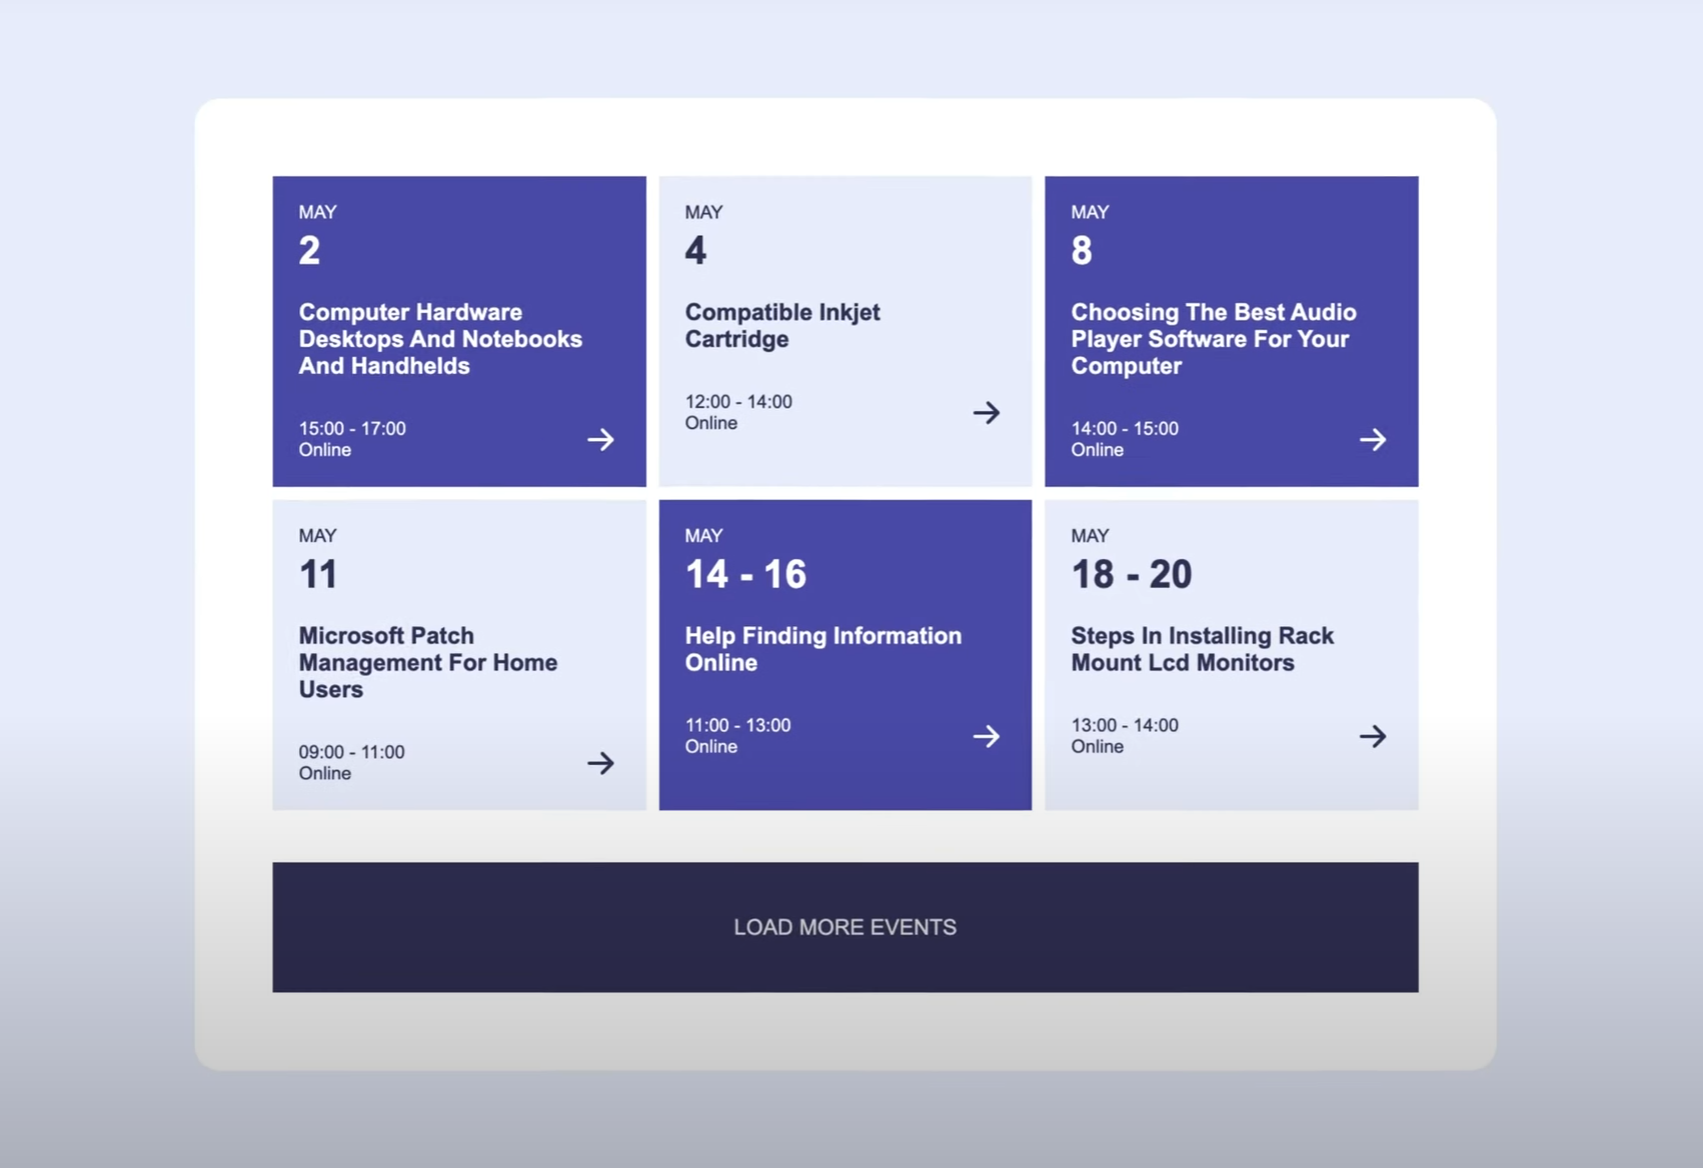 MAY
2
Computer Hardware
Desktops And Notebooks
And Handhelds
15:00 - 17:00
Online
MAY
4
Compatible Inkjet
Cartridge
12:00 - 14:00
Online
MAY
8
Choosing The Best Audio
Player Software For Your
Computer
14:00 - 15:00
Online
MAY
11
Microsoft Patch
Management For Home
Users
09:00 - 11:00
Online
MAY
14 - 16
Help Finding Information
Online
11:00 - 13:00
Online
MAY
18 - 20
Steps In Installing Rack
Mount Lcd Monitors
13:00 - 14:00
Online
LOAD MORE EVENTS